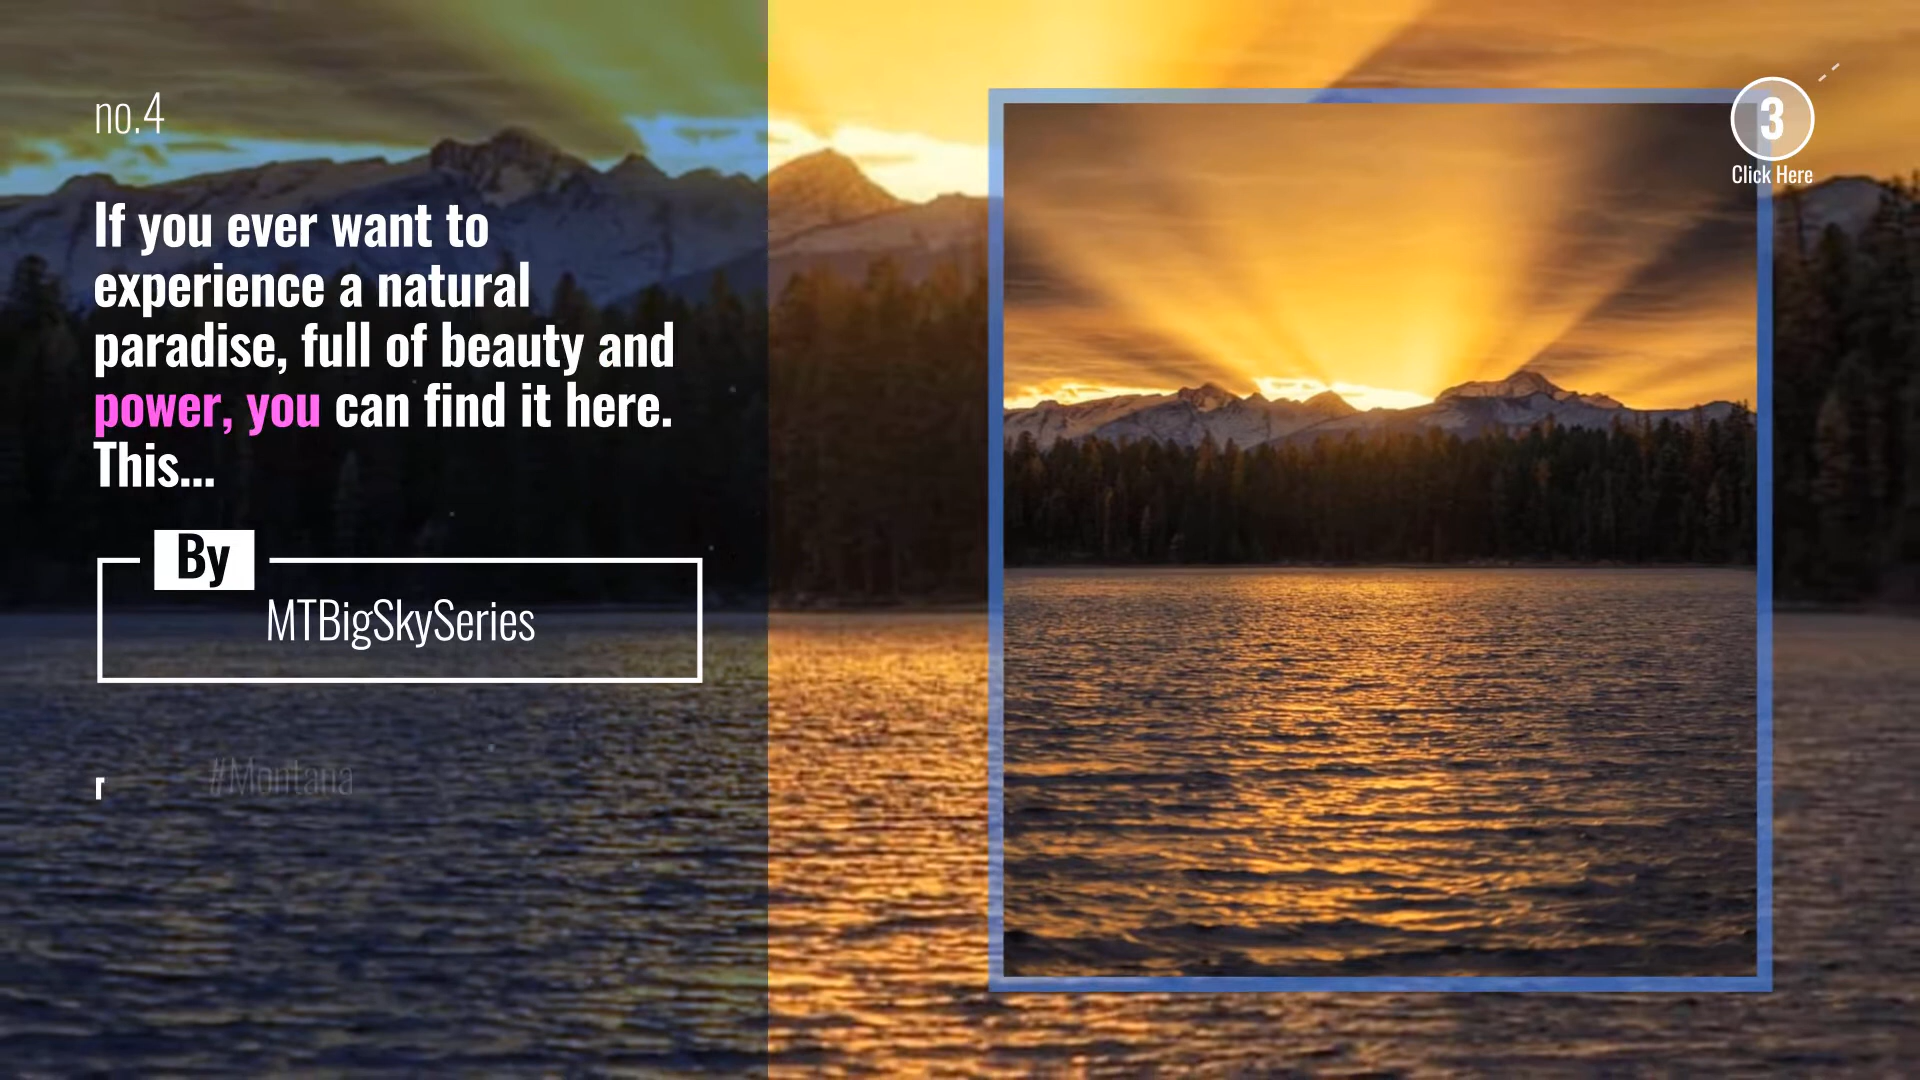 no.4
If you ever want to
experience a natural
paradise, full of beauty and
power, you can find it here.
This...
By
MTBigSkySeries
r
#Montana
3
Click Here